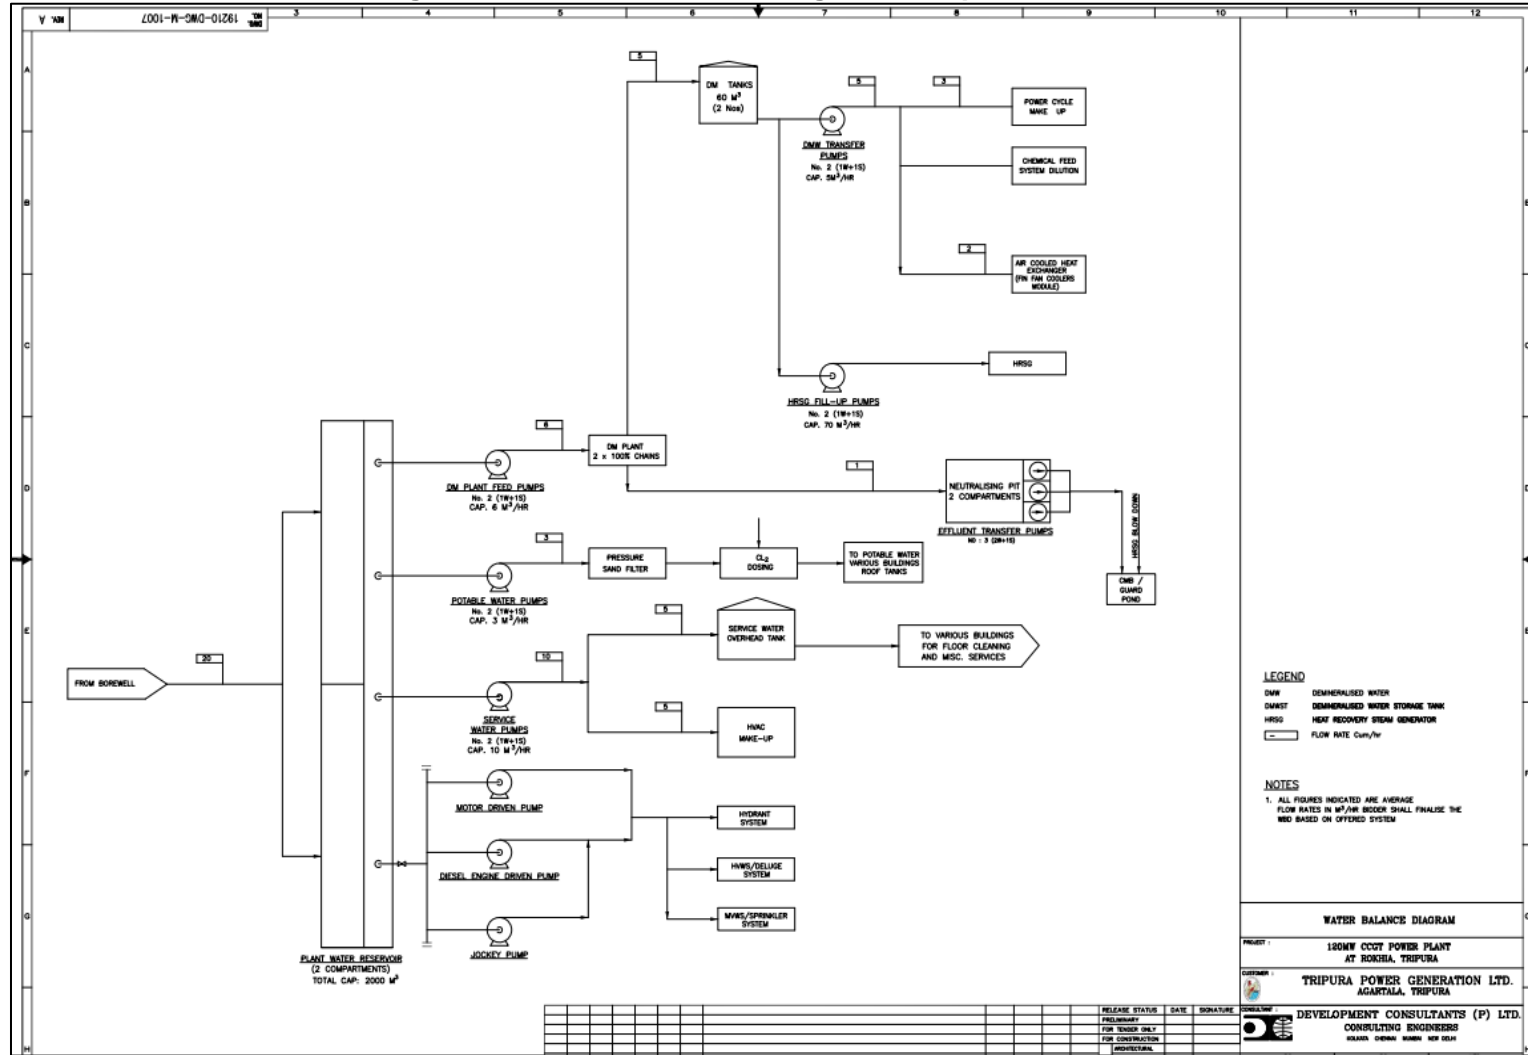 REV. A
DWG. NO. 19210-DWG-M-1007
3 4 5 6 7 8 9 10 11 12
A
B
C
D
E
F
G
H
5
DM TANKS
60 M³
(2 Nos)
5
3
POWER CYCLE
MAKE UP
DMW TRANSFER
PUMPS
No. 2 (1W+1S)
CAP. 5M³/HR
CHEMICAL FEED
SYSTEM DILUTION
2
AIR COOLED HEAT
EXCHANGER
(FIN FAN COOLERS
MODULE)
HRSG
HRSG FILL-UP PUMPS
No. 2 (1W+1S)
CAP. 70 M³/HR
6
DM PLANT
2 x 100% CHAINS
DM PLANT FEED PUMPS
No. 2 (1W+1S)
CAP. 6 M³/HR
1
NEUTRALISING PIT
2 COMPARTMENTS
EFFLUENT TRANSFER PUMPS
NO : 3 (2W+1S)
HRSG BLOW DOWN
CMB /
GUARD
POND
3
PRESSURE
SAND FILTER
CL₂
DOSING
TO POTABLE WATER
VARIOUS BUILDINGS
ROOF TANKS
POTABLE WATER PUMPS
No. 2 (1W+1S)
CAP. 3 M³/HR
5
SERVICE WATER
OVERHEAD TANK
TO VARIOUS BUILDINGS
FOR FLOOR CLEANING
AND MISC. SERVICES
20
FROM BOREWELL
10
SERVICE
WATER PUMPS
No. 2 (1W+1S)
CAP. 10 M³/HR
5
HVAC
MAKE-UP
MOTOR DRIVEN PUMP
HYDRANT
SYSTEM
DIESEL ENGINE DRIVEN PUMP
HVWS/DELUGE
SYSTEM
JOCKEY PUMP
MVWS/SPRINKLER
SYSTEM
PLANT WATER RESERVOIR
(2 COMPARTMENTS)
TOTAL CAP: 2000 M³
LEGEND
DMW DEMINERALISED WATER
DMWST DEMINERALISED WATER STORAGE TANK
HRSG HEAT RECOVERY STEAM GENERATOR
— FLOW RATE Cum/hr
NOTES
1. ALL FIGURES INDICATED ARE AVERAGE
FLOW RATES IN M³/HR BIDDER SHALL FINALISE THE
WBD BASED ON OFFERED SYSTEM
WATER BALANCE DIAGRAM
PROJECT : 120MW CCGT POWER PLANT
AT ROKHIA, TRIPURA
CUSTOMER : TRIPURA POWER GENERATION LTD.
AGARTALA, TRIPURA
CONSULTANT : DEVELOPMENT CONSULTANTS (P) LTD.
CONSULTING ENGINEERS
KOLKATA CHENNAI MUMBAI NEW DELHI
RELEASE STATUS DATE SIGNATURE
PRELIMINARY
FOR TENDER ONLY
FOR CONSTRUCTION
ARCHITECTURAL